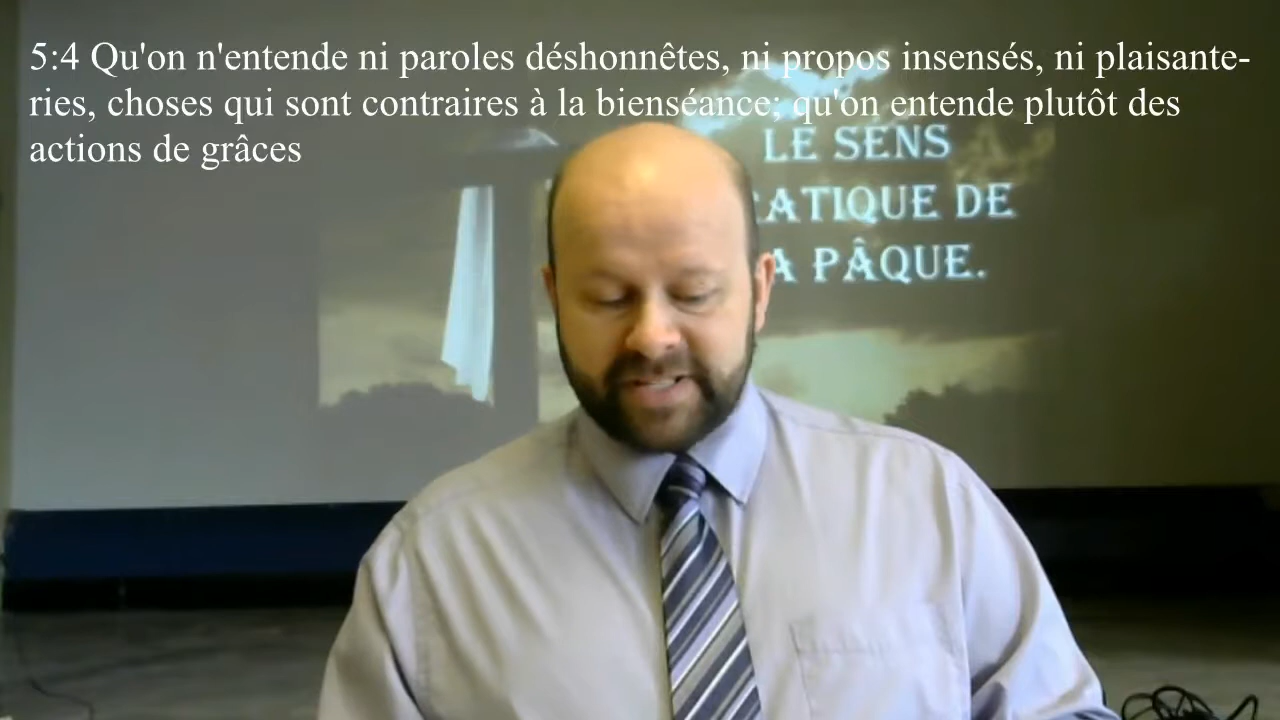 5:4 Qu'on n'entende ni paroles déshonnêtes, ni propos insensés, ni plaisante-
ries, choses qui sont contraires à la bienséance; qu'on entende plutôt des
actions de grâces
LE SENS
DE
PÂQUE.